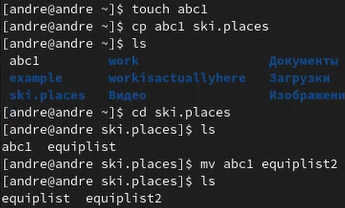 [andre@andre ~]$ touch abc1
[andre@andre ~]$ cp abc1 ski.places
[andre@andre ~]$ ls
abc1 work Документы
example workisactuallyhere Загрузки
ski.places Видео Изображени
[andre@andre ~]$ cd ski.places
[andre@andre ski.places]$ ls
abc1 equiplist
[andre@andre ski.places]$ mv abc1 equiplist2
[andre@andre ski.places]$ ls
equiplist equiplist2